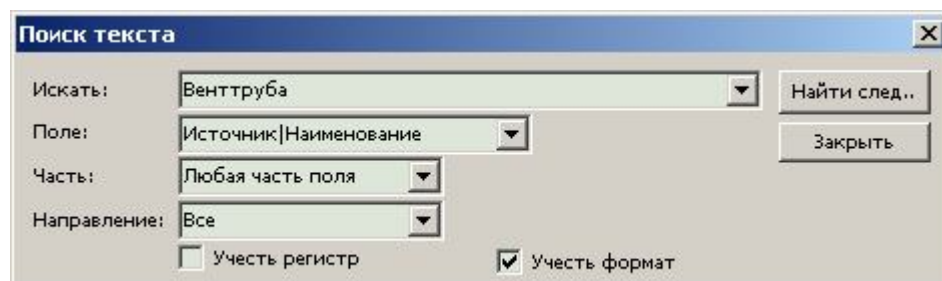 Поиск текста
Искать: Венттруба Найти след..
Поле: Источник|Наименование Закрыть
Часть: Любая часть поля
Направление: Все
Учесть регистр Учесть формат